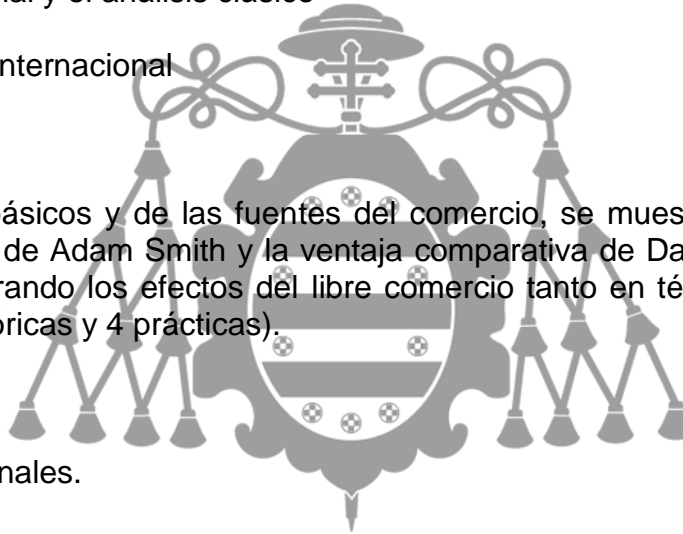 nal y el análisis clásico
nternacional
básicos y de las fuentes del comercio, se mues
de Adam Smith y la ventaja comparativa de Da
rando los efectos del libre comercio tanto en té
óricas y 4 prácticas).
nales.